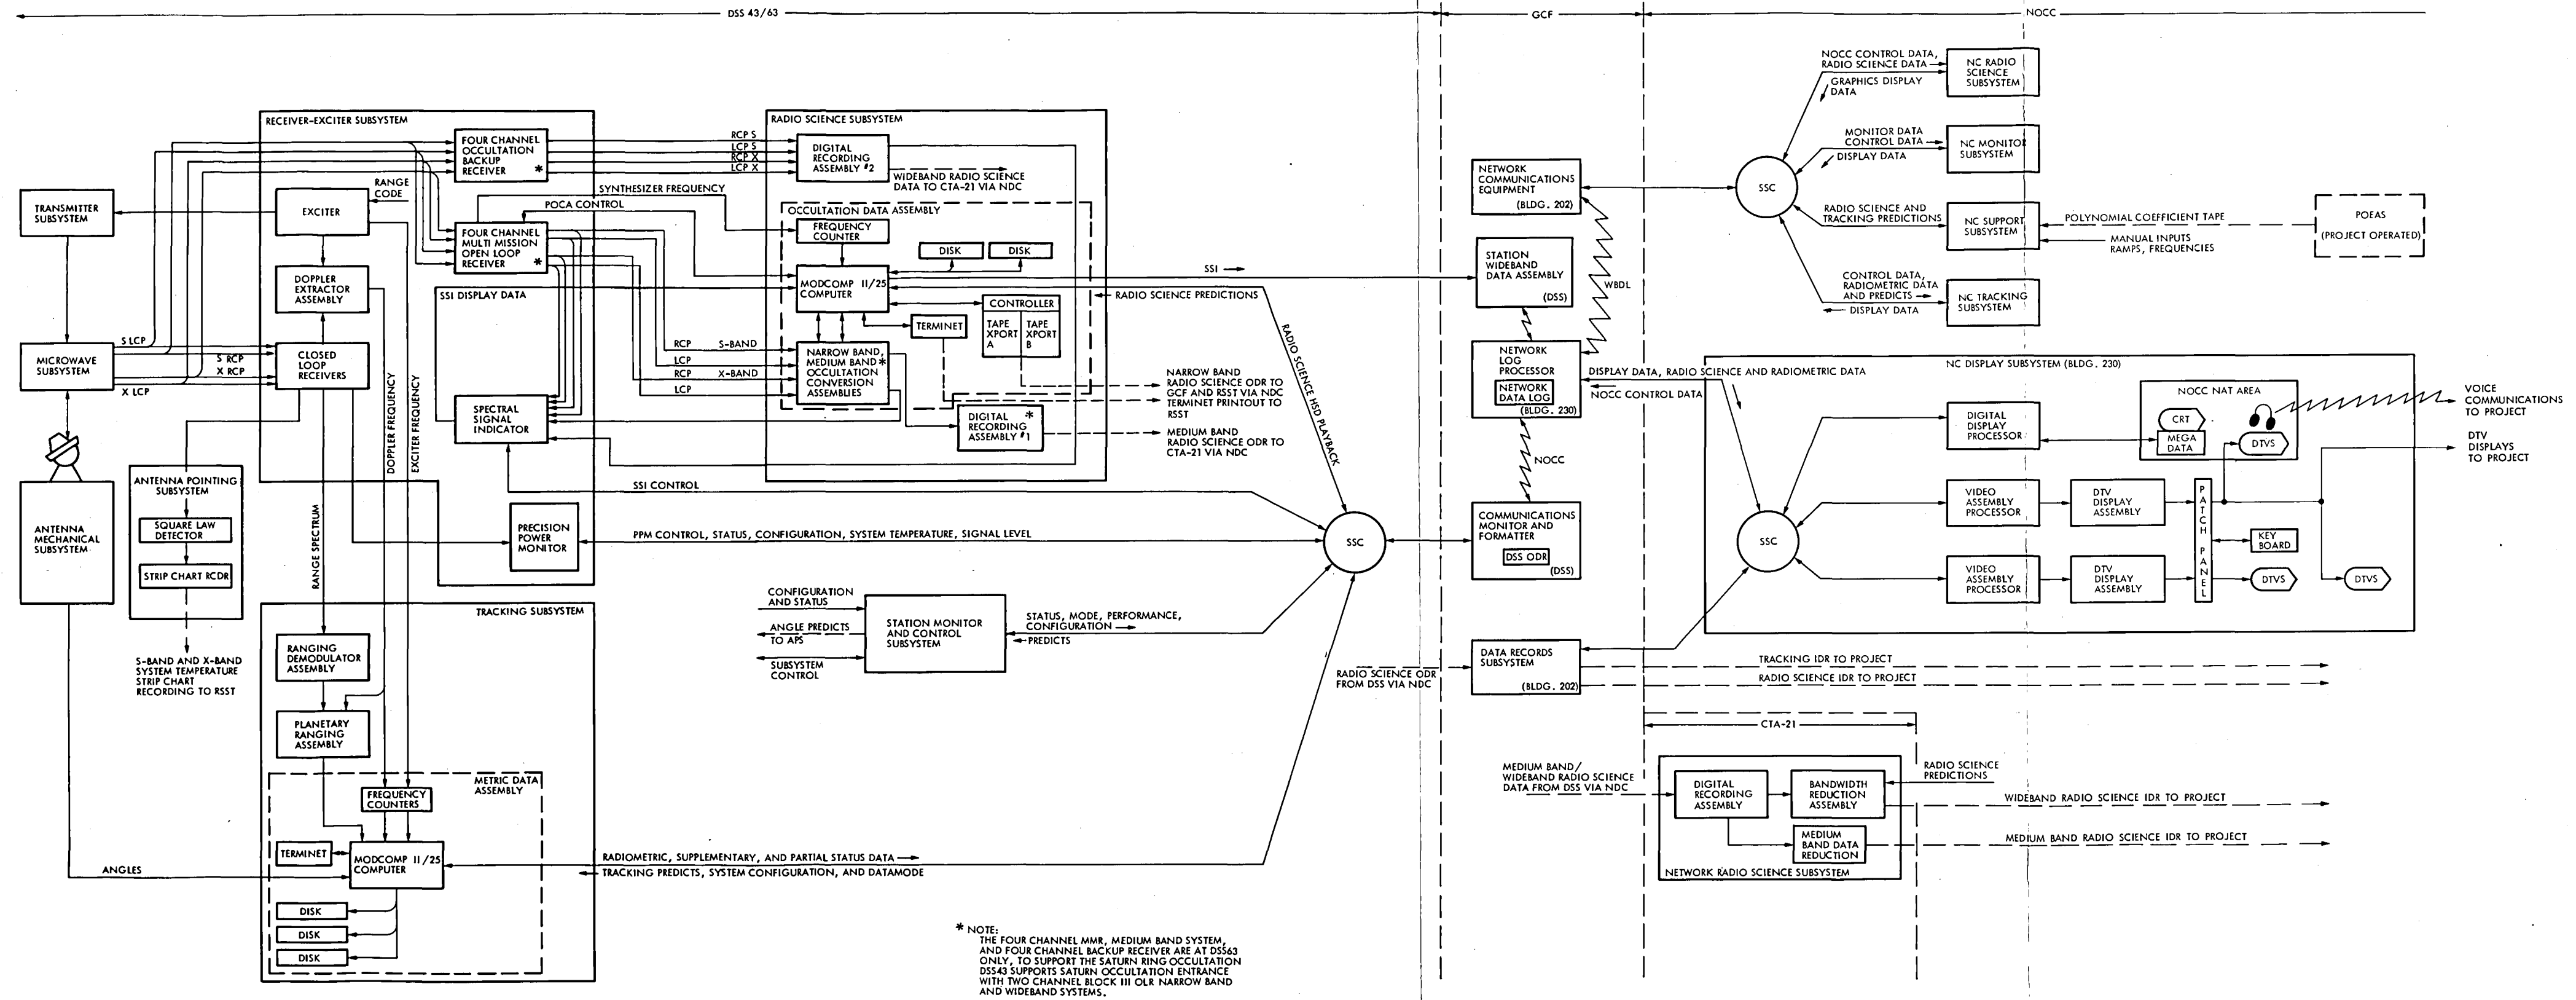 DSS 43/63
GCF
NOCC
RECEIVER-EXCITER SUBSYSTEM
FOUR CHANNEL
OCCULTATION
BACKUP
RECEIVER *
RANGE
CODE
EXCITER
TRANSMITTER
SUBSYSTEM
DOPPLER
EXTRACTOR
ASSEMBLY
FOUR CHANNEL
MULTI MISSION
OPEN LOOP
RECEIVER *
SSI DISPLAY DATA
MICROWAVE
SUBSYSTEM
S LCP
S RCP
X RCP
X LCP
CLOSED
LOOP
RECEIVERS
DOPPLER FREQUENCY
EXCITER FREQUENCY
SPECTRAL
SIGNAL
INDICATOR
ANTENNA
MECHANICAL
SUBSYSTEM
ANTENNA POINTING
SUBSYSTEM
SQUARE LAW
DETECTOR
STRIP CHART RCDR
S-BAND AND X-BAND
SYSTEM TEMPERATURE
STRIP CHART
RECORDING TO RSST
RANGE SPECTRUM
PRECISION
POWER
MONITOR
RCP S
LCP S
RCP X
LCP X
SYNTHESIZER FREQUENCY
POCA CONTROL
RADIO SCIENCE SUBSYSTEM
DIGITAL
RECORDING
ASSEMBLY #2
WIDEBAND RADIO SCIENCE
DATA TO CTA-21 VIA NDC
OCCULTATION DATA ASSEMBLY
FREQUENCY
COUNTER
DISK
DISK
MODCOMP II/25
COMPUTER
CONTROLLER
TAPE
XPORT
A
TAPE
XPORT
B
TERMINET
RCP S-BAND
LCP
RCP X-BAND
LCP
NARROW BAND,
MEDIUM BAND *
OCCULTATION
CONVERSION
ASSEMBLIES
DIGITAL *
RECORDING
ASSEMBLY #1
SSI
RADIO SCIENCE PREDICTIONS
NARROW BAND
RADIO SCIENCE ODR TO
GCF AND RSST VIA NDC
TERMINET PRINTOUT TO
RSST
MEDIUM BAND
RADIO SCIENCE ODR TO
CTA-21 VIA NDC
RADIO SCIENCE HSD PLAYBACK
SSI CONTROL
PPM CONTROL, STATUS, CONFIGURATION, SYSTEM TEMPERATURE, SIGNAL LEVEL
SSC
CONFIGURATION
AND STATUS
ANGLE PREDICTS
TO APS
SUBSYSTEM
CONTROL
STATION MONITOR
AND CONTROL
SUBSYSTEM
STATUS, MODE, PERFORMANCE,
CONFIGURATION
PREDICTS
TRACKING SUBSYSTEM
RANGING
DEMODULATOR
ASSEMBLY
PLANETARY
RANGING
ASSEMBLY
METRIC DATA
ASSEMBLY
FREQUENCY
COUNTERS
TERMINET
MODCOMP II/25
COMPUTER
ANGLES
DISK
DISK
DISK
RADIOMETRIC, SUPPLEMENTARY, AND PARTIAL STATUS DATA
TRACKING PREDICTS, SYSTEM CONFIGURATION, AND DATAMODE
* NOTE:
THE FOUR CHANNEL MMR, MEDIUM BAND SYSTEM,
AND FOUR CHANNEL BACKUP RECEIVER ARE AT DSS63
ONLY, TO SUPPORT THE SATURN RING OCCULTATION
DSS43 SUPPORTS SATURN OCCULTATION ENTRANCE
WITH TWO CHANNEL BLOCK III OLR NARROW BAND
AND WIDEBAND SYSTEMS.
NETWORK
COMMUNICATIONS
EQUIPMENT
(BLDG. 202)
STATION
WIDEBAND
DATA ASSEMBLY
(DSS)
WBDL
NETWORK
LOG
PROCESSOR
NETWORK
DATA LOG
(BLDG. 230)
NOCC
COMMUNICATIONS
MONITOR AND
FORMATTER
DSS ODR
(DSS)
DATA RECORDS
SUBSYSTEM
(BLDG. 202)
RADIO SCIENCE ODR
FROM DSS VIA NDC
NOCC CONTROL DATA,
RADIO SCIENCE DATA
GRAPHICS DISPLAY
DATA
NC RADIO
SCIENCE
SUBSYSTEM
MONITOR DATA
CONTROL DATA
DISPLAY DATA
NC MONITOR
SUBSYSTEM
SSC
RADIO SCIENCE AND
TRACKING PREDICTIONS
NC SUPPORT
SUBSYSTEM
POLYNOMIAL COEFFICIENT TAPE
MANUAL INPUTS
RAMPS, FREQUENCIES
POEAS
(PROJECT OPERATED)
CONTROL DATA,
RADIOMETRIC DATA
AND PREDICTS
DISPLAY DATA
NC TRACKING
SUBSYSTEM
DISPLAY DATA, RADIO SCIENCE AND RADIOMETRIC DATA
NOCC CONTROL DATA
NC DISPLAY SUBSYSTEM (BLDG. 230)
SSC
DIGITAL
DISPLAY
PROCESSOR
NOCC NAT AREA
CRT
MEGA
DATA
DTVS
VOICE
COMMUNICATIONS
TO PROJECT
DTV
DISPLAYS
TO PROJECT
VIDEO
ASSEMBLY
PROCESSOR
DTV
DISPLAY
ASSEMBLY
PATCH PANEL
KEY
BOARD
VIDEO
ASSEMBLY
PROCESSOR
DTV
DISPLAY
ASSEMBLY
DTVS
DTVS
TRACKING IDR TO PROJECT
RADIO SCIENCE IDR TO PROJECT
CTA-21
MEDIUM BAND/
WIDEBAND RADIO SCIENCE
DATA FROM DSS VIA NDC
DIGITAL
RECORDING
ASSEMBLY
BANDWIDTH
REDUCTION
ASSEMBLY
MEDIUM
BAND DATA
REDUCTION
NETWORK RADIO SCIENCE SUBSYSTEM
RADIO SCIENCE
PREDICTIONS
WIDEBAND RADIO SCIENCE IDR TO PROJECT
MEDIUM BAND RADIO SCIENCE IDR TO PROJECT